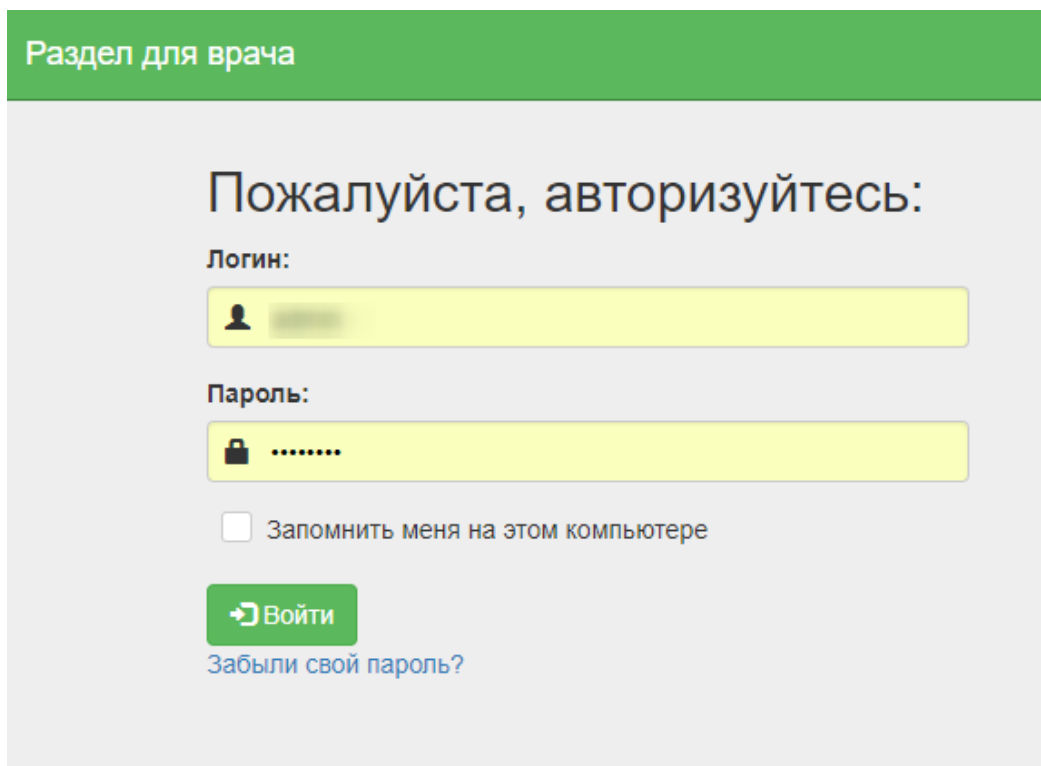 Раздел для врача
Пожалуйста, авторизуйтесь:
Логин:
Пароль:
••••••••
Запомнить меня на этом компьютере
Войти
Забыли свой пароль?